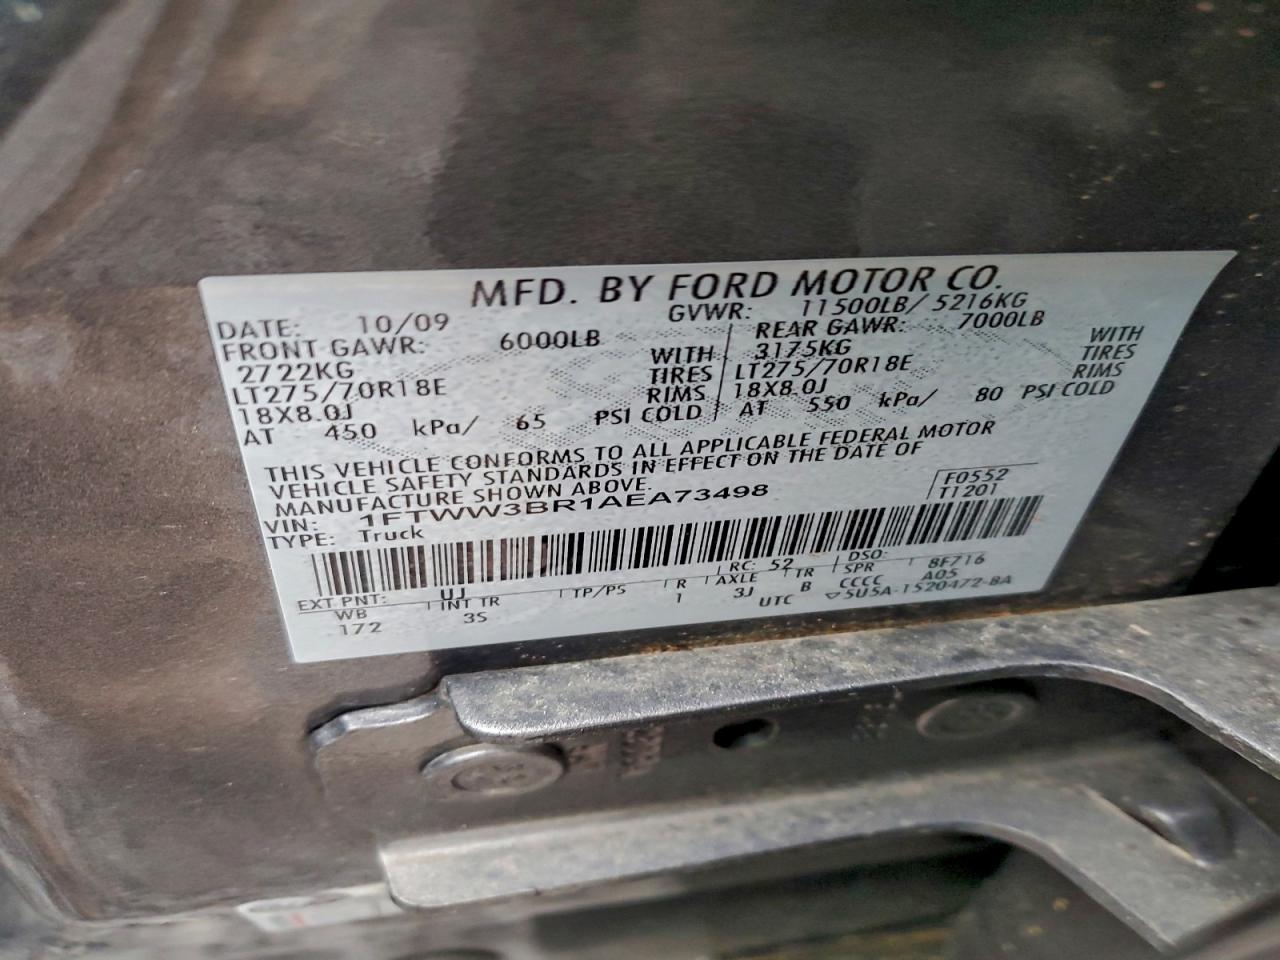 MFD. BY FORD MOTOR CO.
DATE: 10/09 GVWR: 11500LB/ 5216KG
FRONT GAWR: 6000LB REAR GAWR: 7000LB
2722KG WITH 3175KG WITH
LT275/70R18E TIRES LT275/70R18E TIRES
18X8.0J RIMS 18X8.0J RIMS
AT 450 kPa/ 65 PSI COLD AT 550 kPa/ 80 PSI COLD
THIS VEHICLE CONFORMS TO ALL APPLICABLE FEDERAL MOTOR
VEHICLE SAFETY STANDARDS IN EFFECT ON THE DATE OF
MANUFACTURE SHOWN ABOVE.
VIN: 1FTWW3BR1AEA73498 F0552
TYPE: Truck T1201
EXT PNT: UJ RC: 52 DSO:
WB INT TR TP/PS R AXLE TR SPR 8F716
172 3S 1 3J B CCCC A05
UTC ▽5U5A-1520472-BA